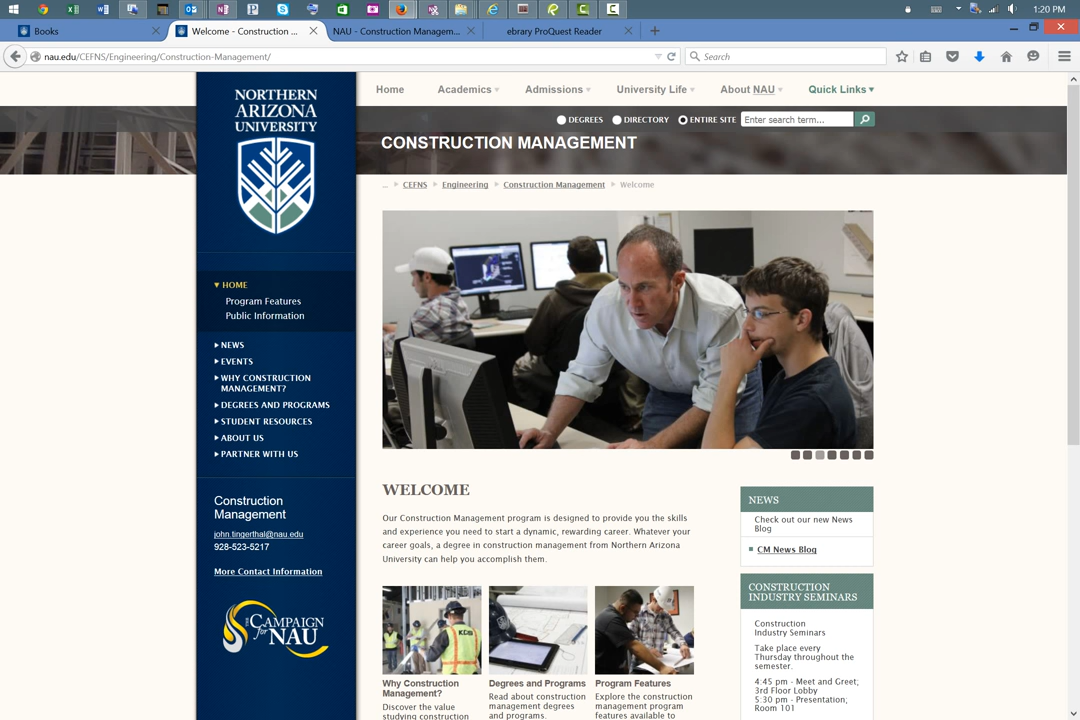 1:20 PM
Books
Welcome - Construction ...
NAU - Construction Managem...
ebrary ProQuest Reader
nau.edu/CEFNS/Engineering/Construction-Management/
Search
NORTHERN
ARIZONA
UNIVERSITY
Home
Academics
Admissions
University Life
About NAU
Quick Links
DEGREES
DIRECTORY
ENTIRE SITE
Enter search term...
CONSTRUCTION MANAGEMENT
... CEFNS Engineering Construction Management Welcome
HOME
Program Features
Public Information
NEWS
EVENTS
WHY CONSTRUCTION
MANAGEMENT?
DEGREES AND PROGRAMS
STUDENT RESOURCES
ABOUT US
PARTNER WITH US
Construction
Management
john.tingerthal@nau.edu
928-523-5217
More Contact Information
THE CAMPAIGN
for NAU
WELCOME
Our Construction Management program is designed to provide you the skills
and experience you need to start a dynamic, rewarding career. Whatever your
career goals, a degree in construction management from Northern Arizona
University can help you accomplish them.
Why Construction
Management?
Discover the value
studying construction
Degrees and Programs
Read about construction
management degrees
and programs.
Program Features
Explore the construction
management program
features available to
NEWS
Check out our new News
Blog
CM News Blog
CONSTRUCTION
INDUSTRY SEMINARS
Construction
Industry Seminars
Take place every
Thursday throughout the
semester.
4:45 pm - Meet and Greet;
3rd Floor Lobby
5:30 pm - Presentation;
Room 101